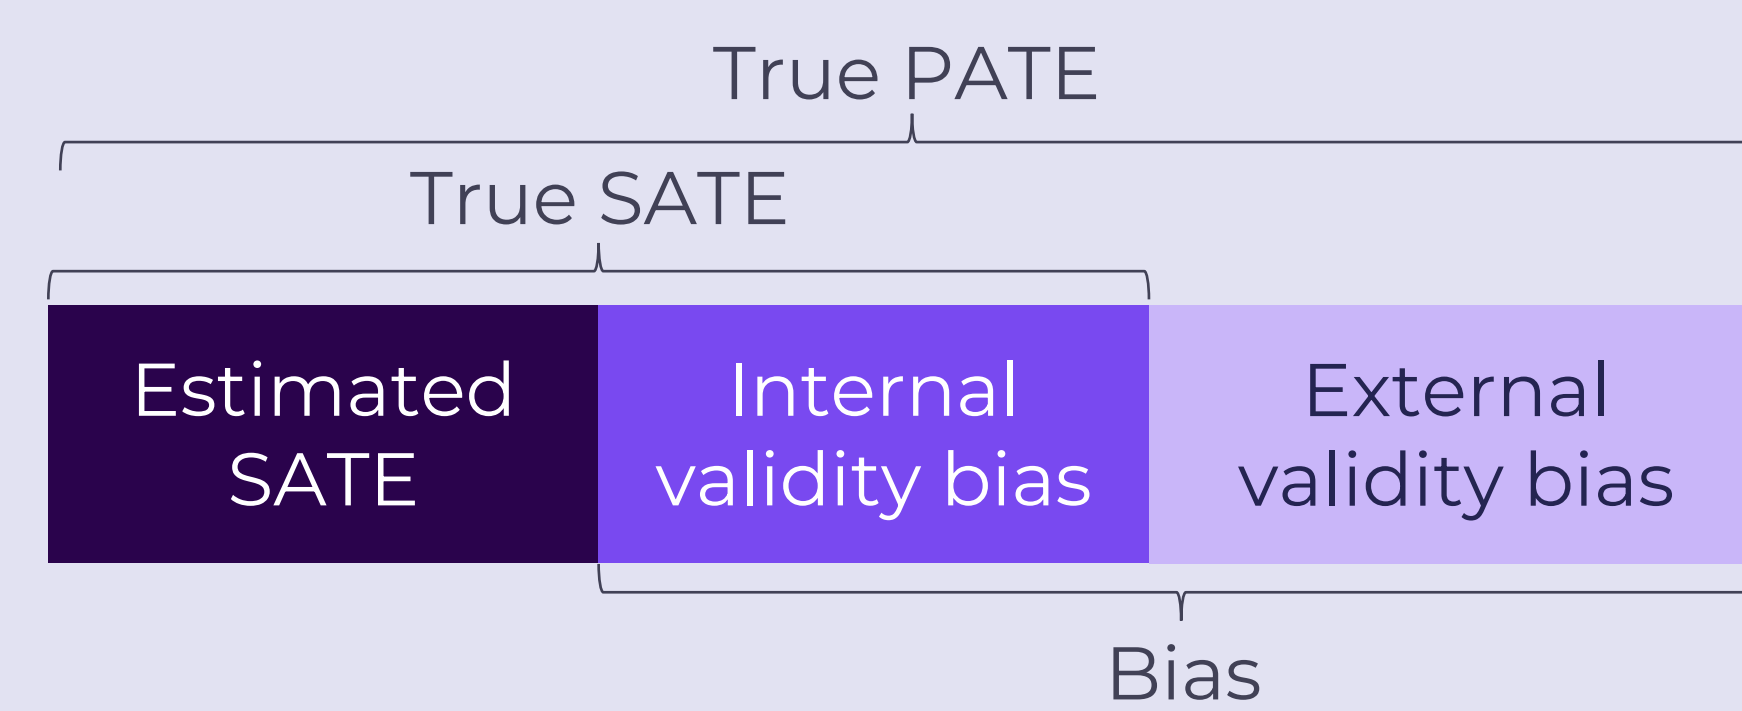 True PATE
True SATE
Estimated
SATE
Internal
validity bias
External
validity bias
Bias